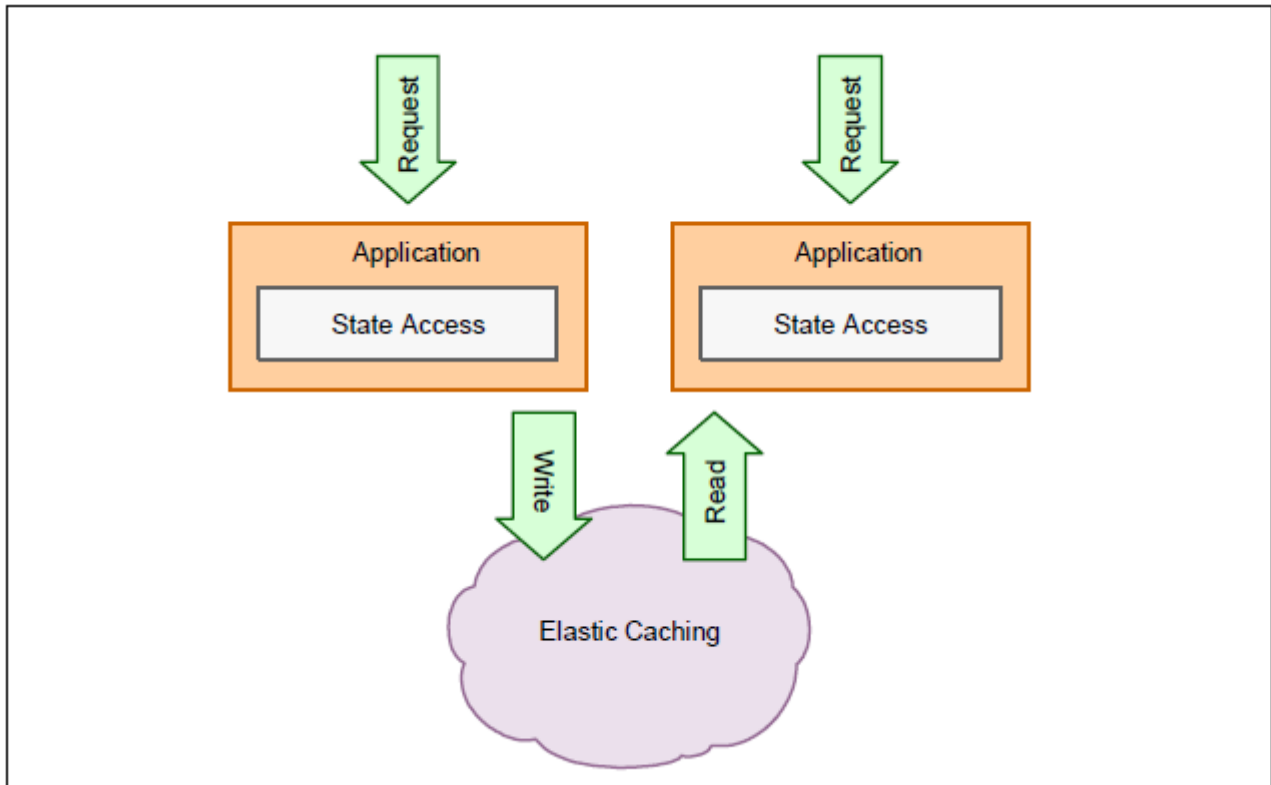 Request
Request
Application
Application
State Access
State Access
Write
Read
Elastic Caching